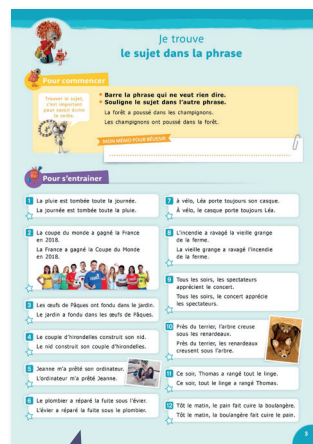 Je trouve
le sujet dans la phrase
Pour commencer
Trouver le sujet,
c'est important
pour savoir écrire
le verbe.
• Barre la phrase qui ne veut rien dire.
• Souligne le sujet dans l'autre phrase.
La forêt a poussé dans les champignons.
Les champignons ont poussé dans la forêt.
MON MÉMO POUR RÉUSSIR
Pour s'entrainer
1 La pluie est tombée toute la journée.
La journée est tombée toute la pluie.
2 La coupe du monde a gagné la France
en 2018.
La France a gagné la Coupe du Monde
en 2018.
3 Les œufs de Pâques ont fondu dans le jardin.
Le jardin a fondu dans les œufs de Pâques.
4 Le couple d'hirondelles construit son nid.
Le nid construit son couple d'hirondelles.
5 Jeanne m'a prêté son ordinateur.
L'ordinateur m'a prêté Jeanne.
6 Le plombier a réparé la fuite sous l'évier.
L'évier a réparé la fuite sous le plombier.
7 à vélo, Léa porte toujours son casque.
À vélo, le casque porte toujours Léa.
8 L'incendie a ravagé la vieille grange
de la ferme.
La vieille grange a ravagé l'incendie
de la ferme.
9 Tous les soirs, les spectateurs
apprécient le concert.
Tous les soirs, le concert apprécie
les spectateurs.
10 Près du terrier, l'arbre creuse
sous les renardeaux.
Près du terrier, les renardeaux
creusent sous l'arbre.
11 Ce soir, Thomas a rangé tout le linge.
Ce soir, tout le linge a rangé Thomas.
12 Tôt le matin, le pain fait cuire la boulangère.
Tôt le matin, la boulangère fait cuire le pain.